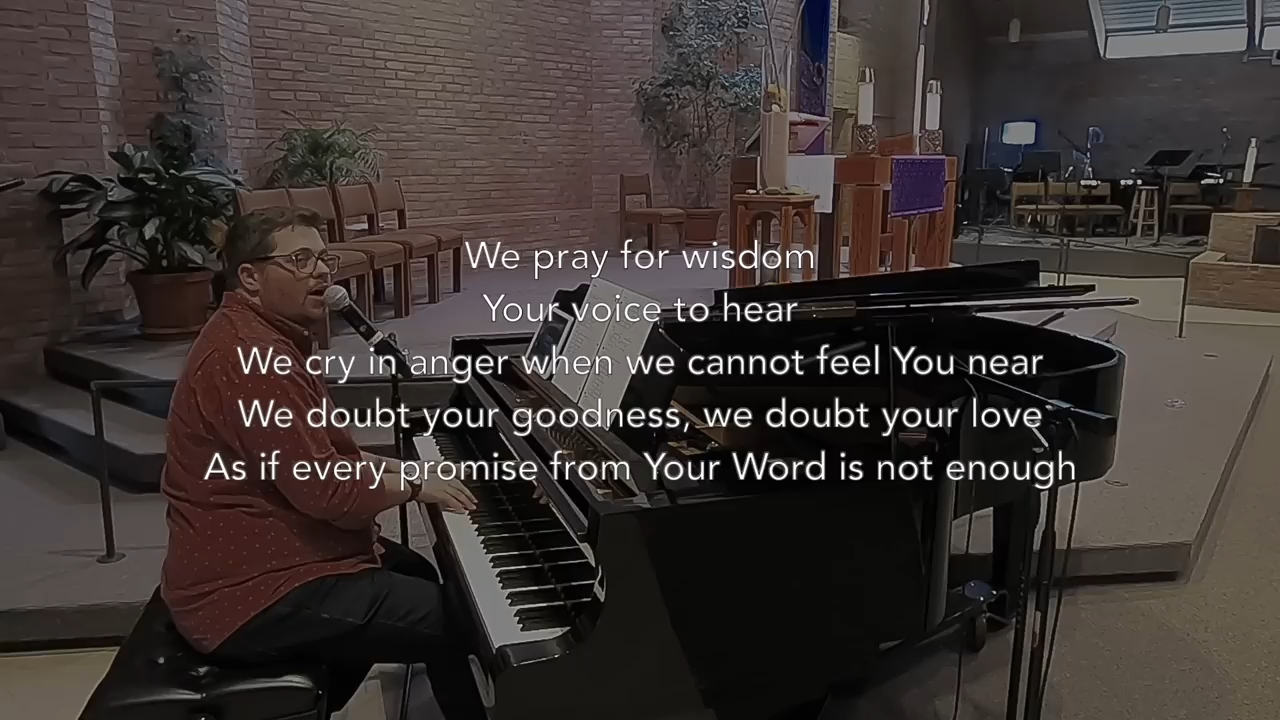 We pray for wisdom
Your voice to hear
We cry in anger when we cannot feel You near
We doubt your goodness, we doubt your love
As if every promise from Your Word is not enough